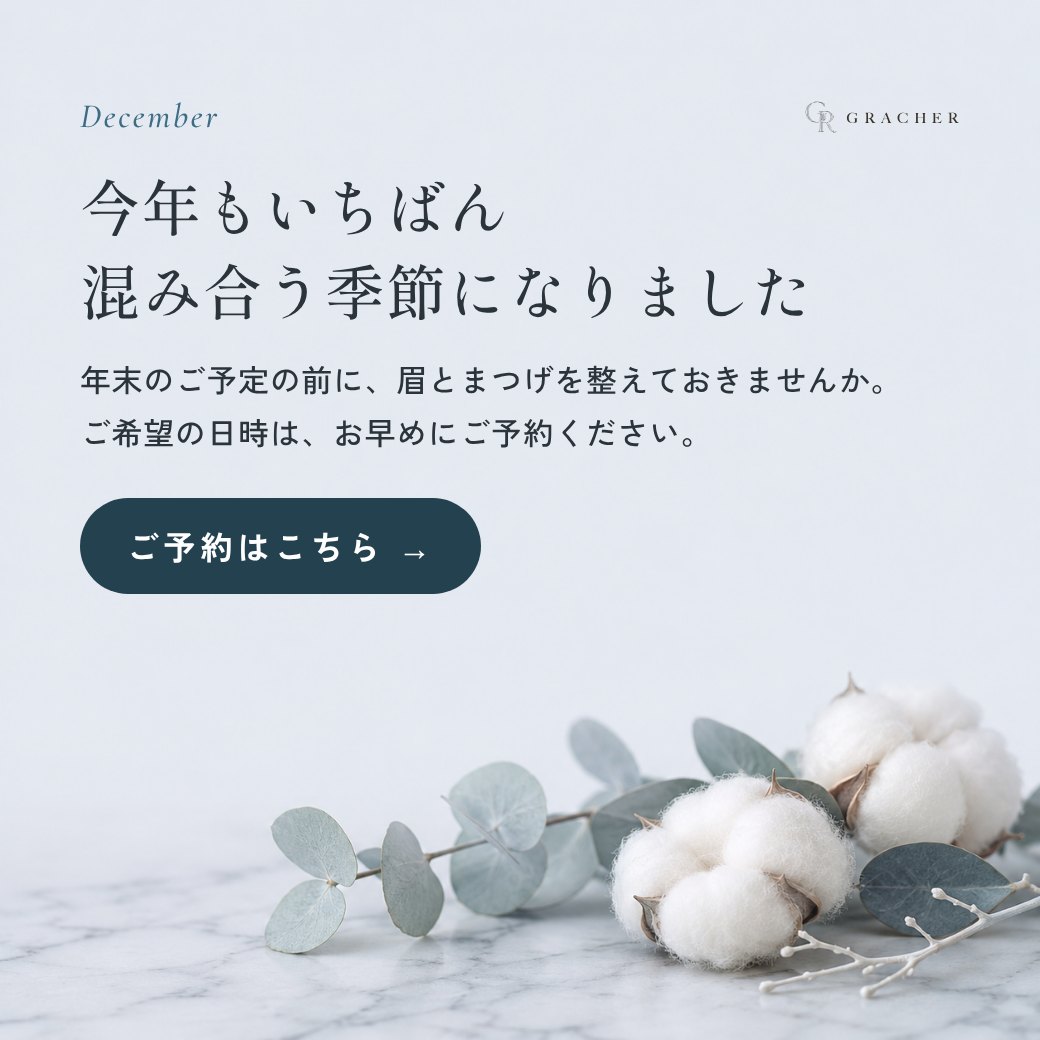 December
GR GRACHER
今年もいちばん
混み合う季節になりました
年末のご予定の前に、眉とまつげを整えておきませんか。
ご希望の日時は、お早めにご予約ください。
ご予約はこちら →